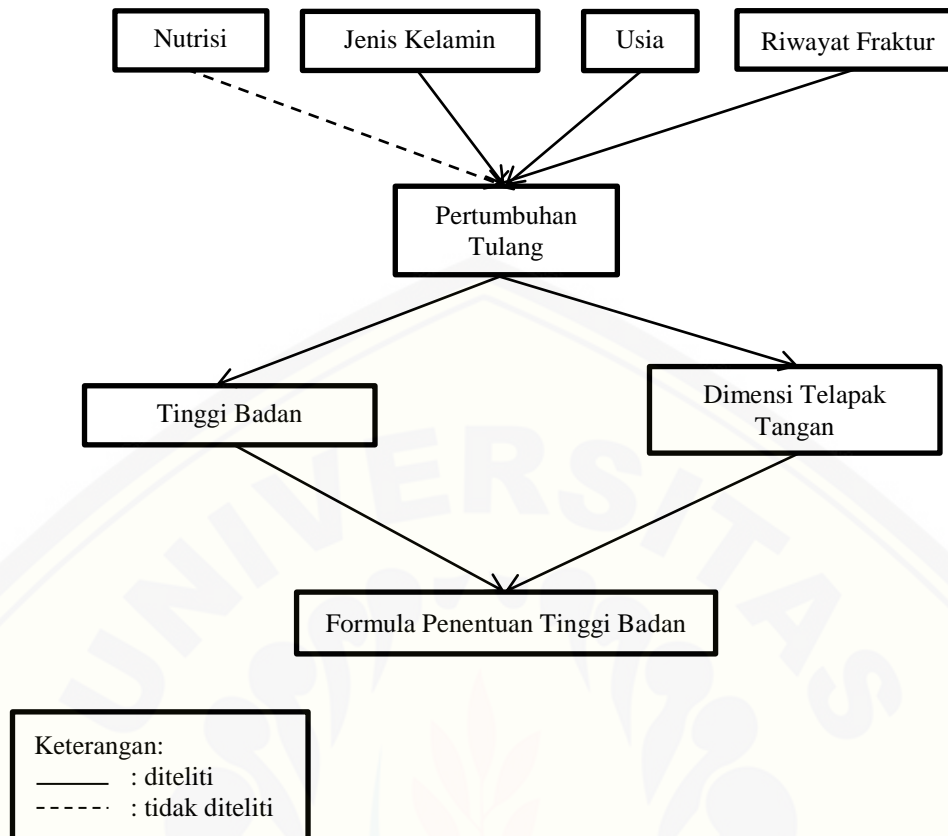 Nutrisi
Jenis Kelamin
Usia
Riwayat Fraktur
Pertumbuhan
Tulang
Tinggi Badan
Dimensi Telapak
Tangan
UNIVERSITAS
Formula Penentuan Tinggi Badan
Keterangan:
: diteliti
: tidak diteliti